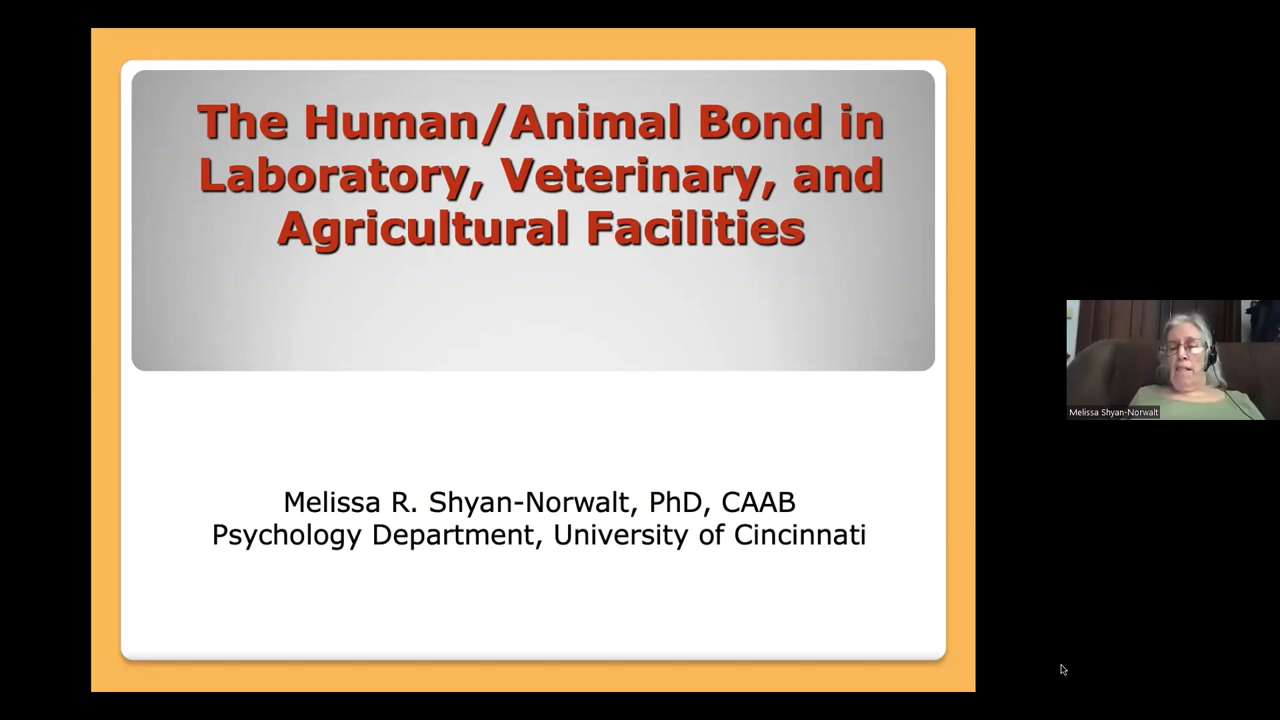 The Human/Animal Bond in
Laboratory, Veterinary, and
Agricultural Facilities
Melissa R. Shyan-Norwalt, PhD, CAAB
Psychology Department, University of Cincinnati
Melissa Shyan-Norwalt